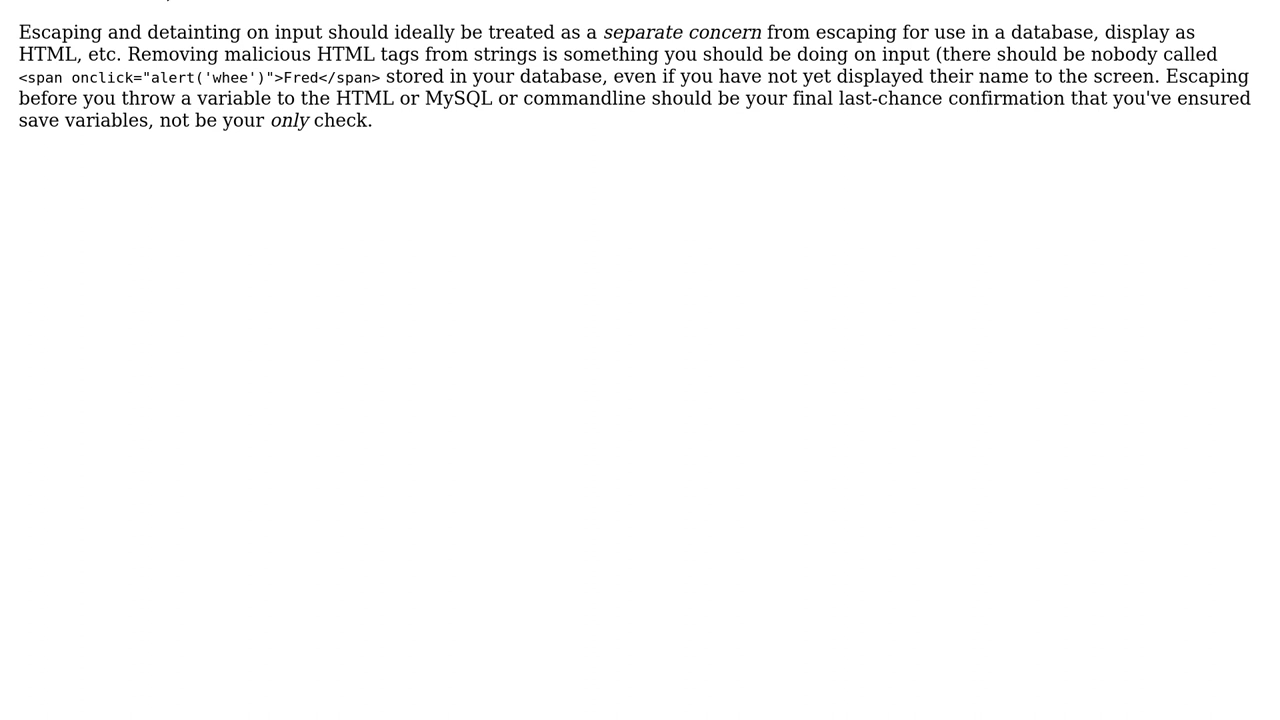 Escaping and detainting on input should ideally be treated as a separate concern from escaping for use in a database, display as
HTML, etc. Removing malicious HTML tags from strings is something you should be doing on input (there should be nobody called
<span onclick="alert('whee')">Fred</span> stored in your database, even if you have not yet displayed their name to the screen. Escaping
before you throw a variable to the HTML or MySQL or commandline should be your final last-chance confirmation that you've ensured
save variables, not be your only check.